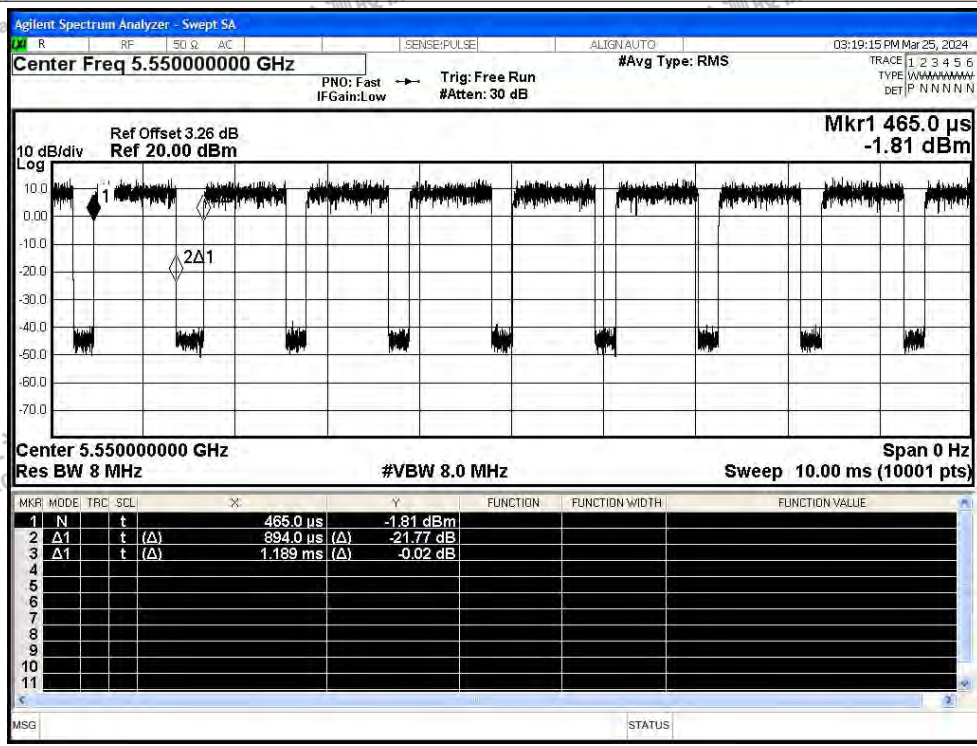 Agilent Spectrum Analyzer - Swept SA
LXI R RF 50 Ω AC SENSE:PULSE ALIGN AUTO 03:19:15 PM Mar 25, 2024
Center Freq 5.550000000 GHz #Avg Type: RMS TRACE 1 2 3 4 5 6
PNO: Fast Trig: Free Run TYPE WWWWWW
IFGain:Low #Atten: 30 dB DET P N N N N N
Mkr1 465.0 µs
Ref Offset 3.26 dB
10 dB/div Ref 20.00 dBm -1.81 dBm
Log
10.0
1
0.00
-10.0
2Δ1
-20.0
-30.0
-40.0
-50.0
-60.0
-70.0
Center 5.550000000 GHz Span 0 Hz
Res BW 8 MHz #VBW 8.0 MHz Sweep 10.00 ms (10001 pts)
MKR MODE TRC SCL X Y FUNCTION FUNCTION WIDTH FUNCTION VALUE
1 N t 465.0 µs -1.81 dBm
2 Δ1 t (Δ) 894.0 µs (Δ) -21.77 dB
3 Δ1 t (Δ) 1.189 ms (Δ) -0.02 dB
4
5
6
7
8
9
10
11
MSG STATUS